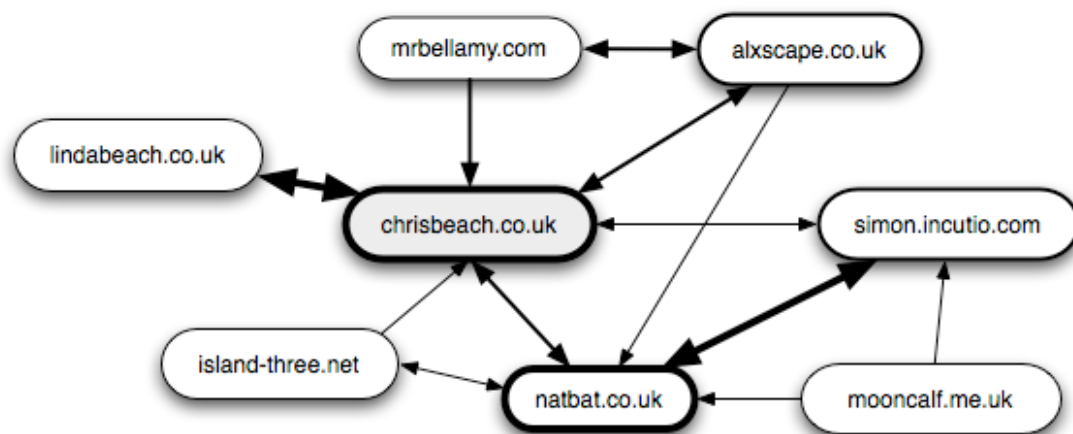 mrbellamy.com
alxscape.co.uk
lindabeach.co.uk
chrisbeach.co.uk
simon.incutio.com
island-three.net
natbat.co.uk
mooncalf.me.uk